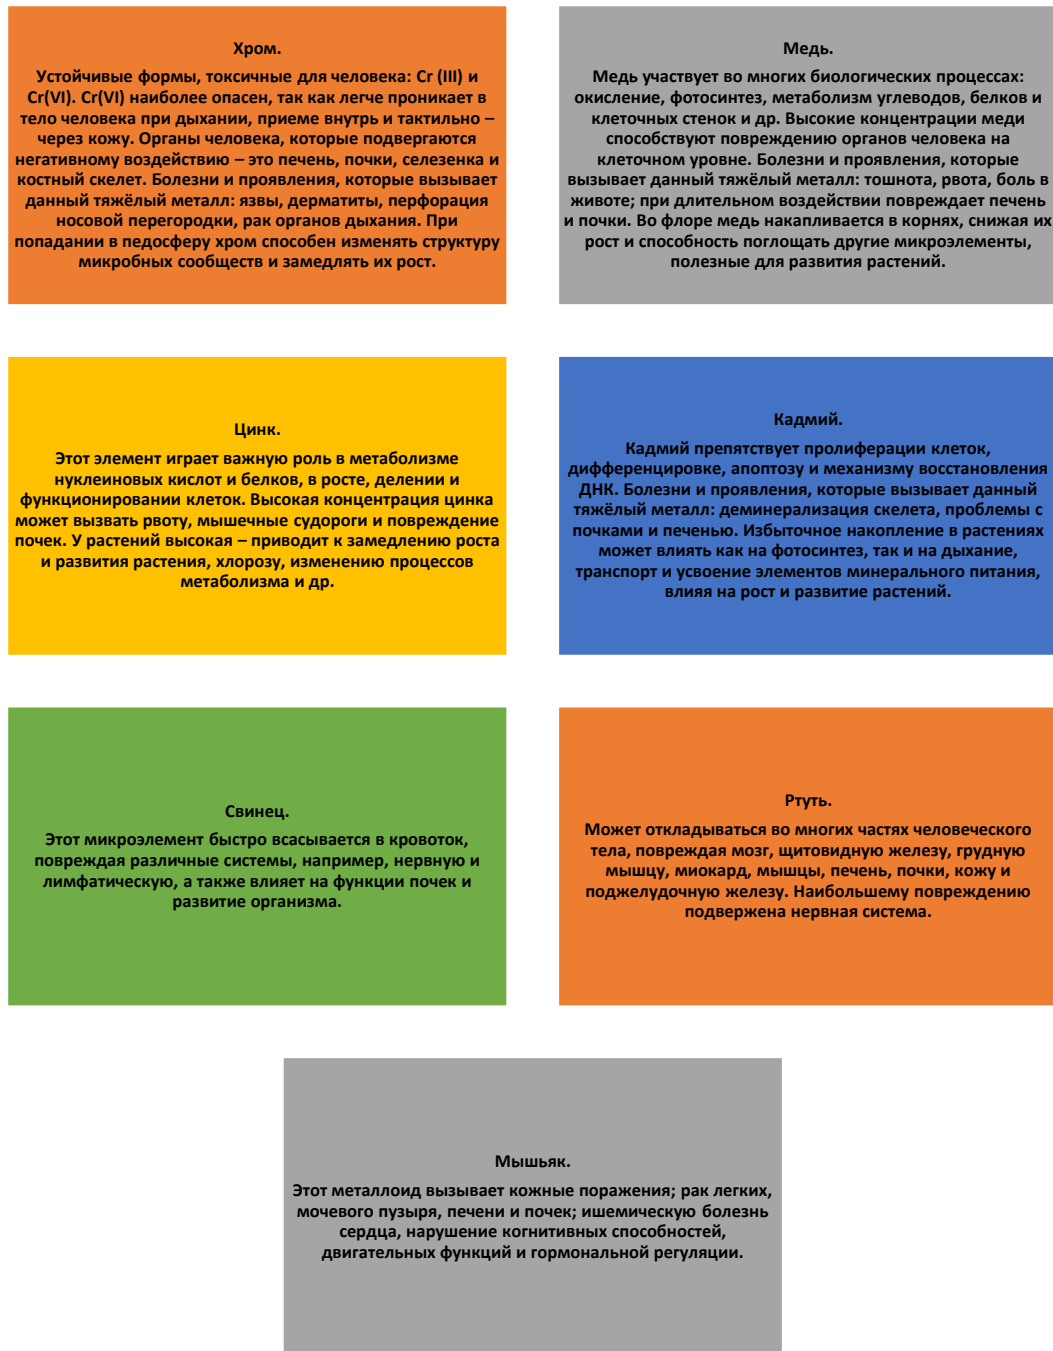 Хром.
Устойчивые формы, токсичные для человека: Cr (III) и
Cr(VI). Cr(VI) наиболее опасен, так как легче проникает в
тело человека при дыхании, приеме внутрь и тактильно –
через кожу. Органы человека, которые подвергаются
негативному воздействию – это печень, почки, селезенка и
костный скелет. Болезни и проявления, которые вызывает
данный тяжёлый металл: язвы, дерматиты, перфорация
носовой перегородки, рак органов дыхания. При
попадании в педосферу хром способен изменять структуру
микробных сообществ и замедлять их рост.
Медь.
Медь участвует во многих биологических процессах:
окисление, фотосинтез, метаболизм углеводов, белков и
клеточных стенок и др. Высокие концентрации меди
способствуют повреждению органов человека на
клеточном уровне. Болезни и проявления, которые
вызывает данный тяжёлый металл: тошнота, рвота, боль в
животе; при длительном воздействии повреждает печень
и почки. Во флоре медь накапливается в корнях, снижая их
рост и способность поглощать другие микроэлементы,
полезные для развития растений.
Цинк.
Этот элемент играет важную роль в метаболизме
нуклеиновых кислот и белков, в росте, делении и
функционировании клеток. Высокая концентрация цинка
может вызвать рвоту, мышечные судороги и повреждение
почек. У растений высокая – приводит к замедлению роста
и развития растения, хлорозу, изменению процессов
метаболизма и др.
Кадмий.
Кадмий препятствует пролиферации клеток,
дифференцировке, апоптозу и механизму восстановления
ДНК. Болезни и проявления, которые вызывает данный
тяжёлый металл: деминерализация скелета, проблемы с
почками и печенью. Избыточное накопление в растениях
может влиять как на фотосинтез, так и на дыхание,
транспорт и усвоение элементов минерального питания,
влияя на рост и развитие растений.
Свинец.
Этот микроэлемент быстро всасывается в кровоток,
повреждая различные системы, например, нервную и
лимфатическую, а также влияет на функции почек и
развитие организма.
Ртуть.
Может откладываться во многих частях человеческого
тела, повреждая мозг, щитовидную железу, грудную
мышцу, миокард, мышцы, печень, почки, кожу и
поджелудочную железу. Наибольшему повреждению
подвержена нервная система.
Мышьяк.
Этот металлоид вызывает кожные поражения; рак легких,
мочевого пузыря, печени и почек; ишемическую болезнь
сердца, нарушение когнитивных способностей,
двигательных функций и гормональной регуляции.